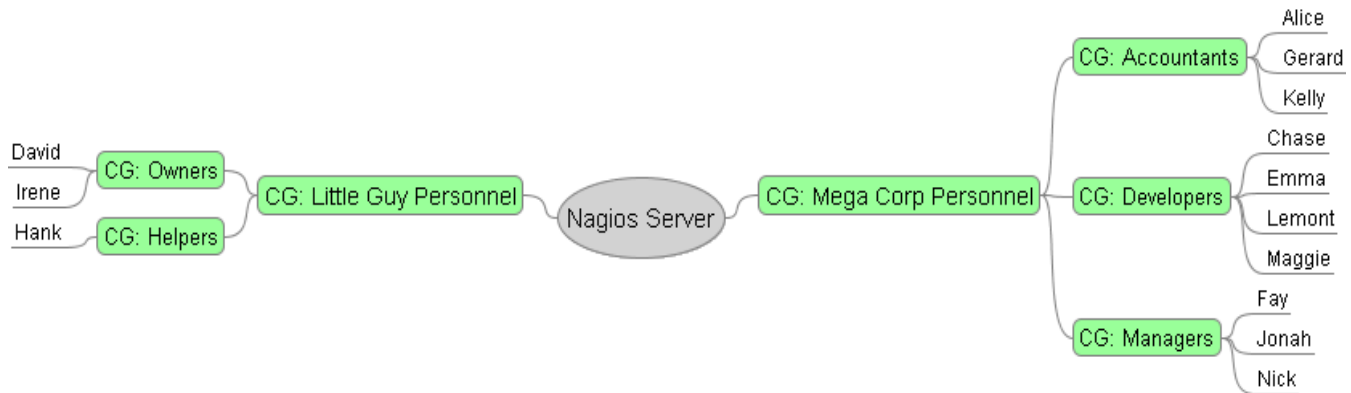 David
Irene
Hank
CG: Owners
CG: Helpers
CG: Little Guy Personnel
Nagios Server
CG: Mega Corp Personnel
CG: Accountants
Alice
Gerard
Kelly
CG: Developers
Chase
Emma
Lemont
Maggie
CG: Managers
Fay
Jonah
Nick